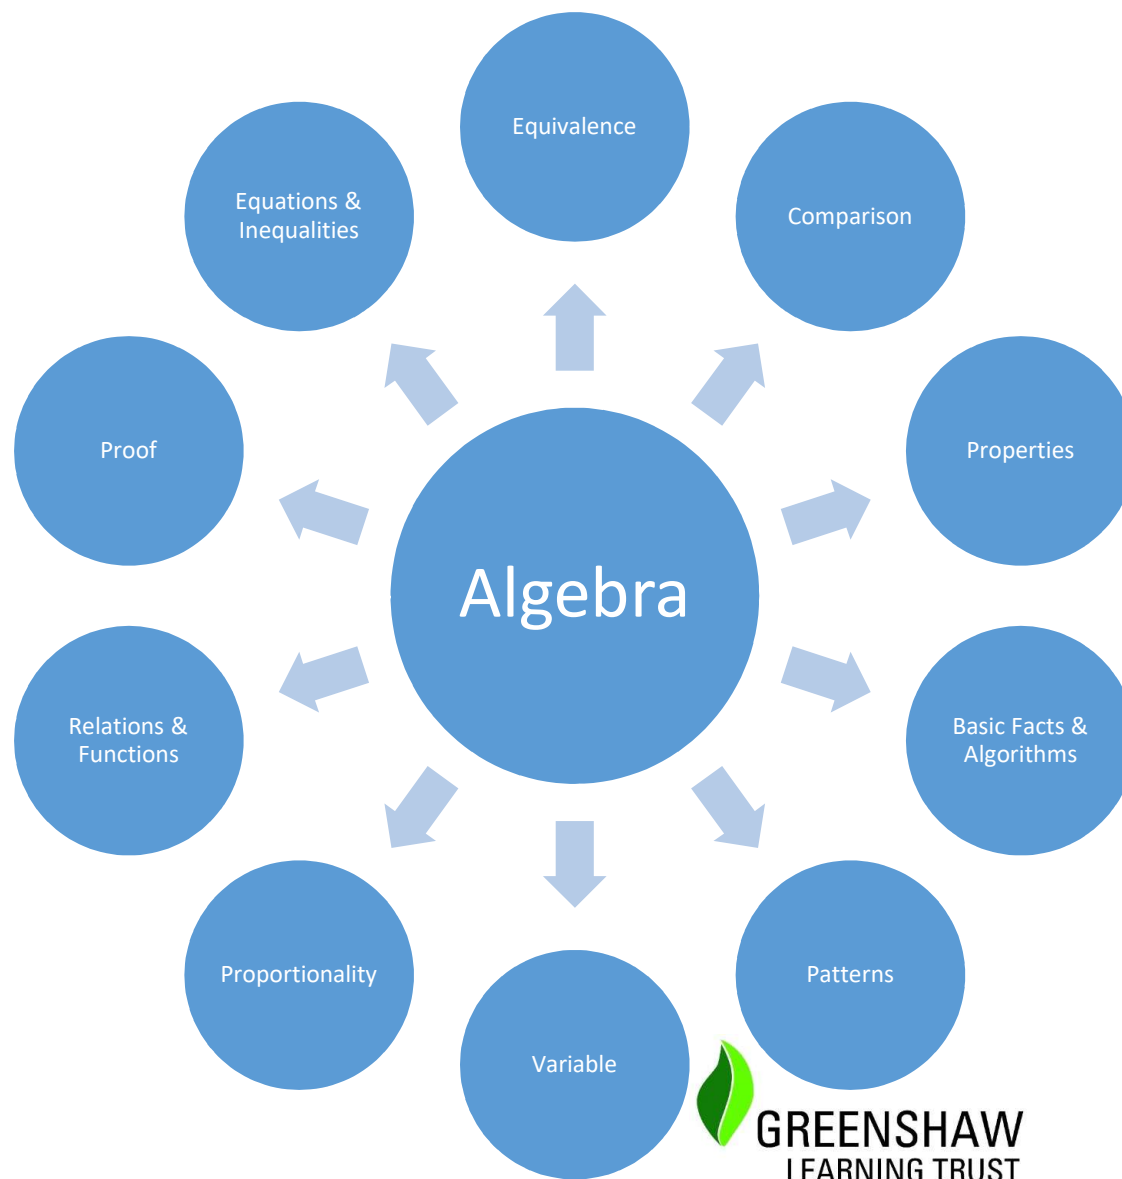 Equivalence
Comparison
Properties
Basic Facts &
Algorithms
Patterns
Variable
Proportionality
Relations &
Functions
Proof
Equations &
Inequalities
Algebra
GREENSHAW
LEARNING TRUST